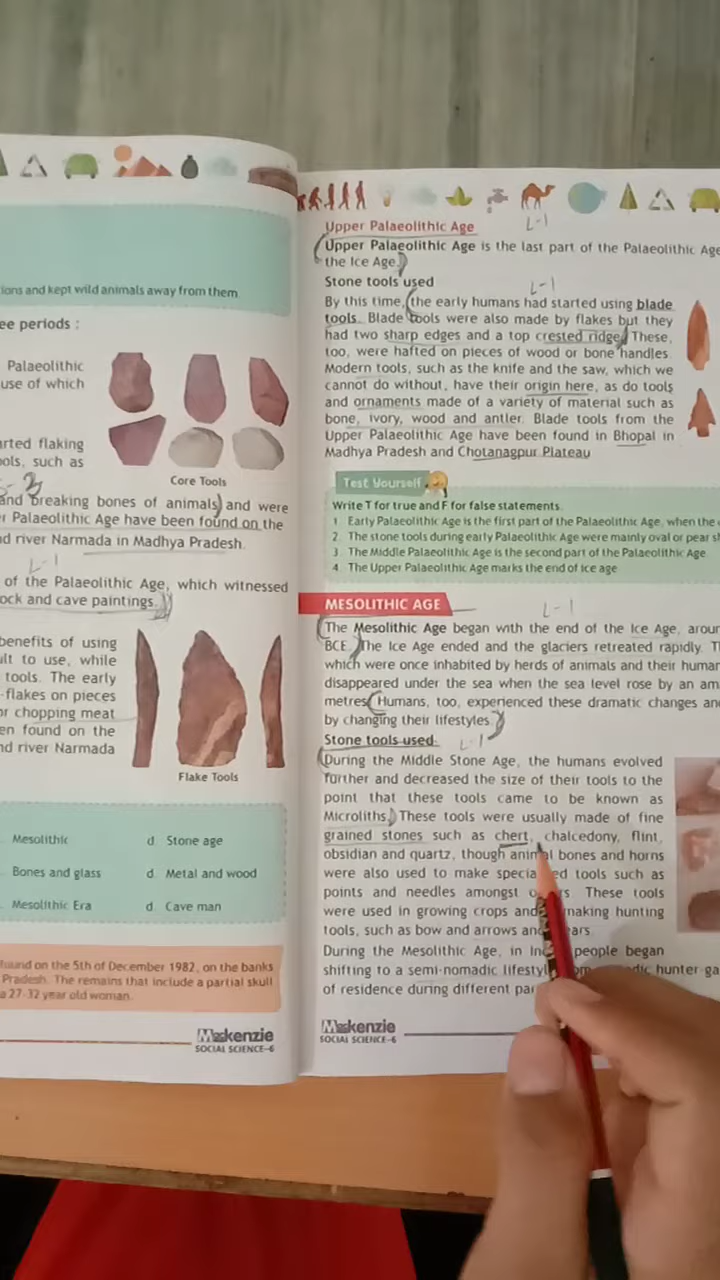 ions and kept wild animals away from them
ee periods :
Palaeolithic
use of which
rted flaking
ools, such as
Core Tools
and breaking bones of animals) and were
r Palaeolithic Age have been found on the
nd river Narmada in Madhya Pradesh.
L-1
of the Palaeolithic Age, which witnessed
ock and cave paintings.
benefits of using
ult to use, while
tools. The early
-flakes on pieces
or chopping meat
en found on the
nd river Narmada
Flake Tools
Mesolithic d Stone age
Bones and glass d. Metal and wood
Mesolithic Era d. Cave man
found on the 5th of December 1982, on the banks
Pradesh. The remains that include a partial skull
a 27-32 year old woman.
Mackenzie
SOCIAL SCIENCE-6
L-1
Upper Palaeolithic Age
Upper Palaeolithic Age is the last part of the Palaeolithic Age
the Ice Age.
Stone tools used
L-1
By this time, the early humans had started using blade
tools. Blade tools were also made by flakes but they
had two sharp edges and a top crested ridge. These,
too, were hafted on pieces of wood or bone handles.
Modern tools, such as the knife and the saw, which we
cannot do without, have their origin here, as do tools
and ornaments made of a variety of material such as
bone, ivory, wood and antler. Blade tools from the
Upper Palaeolithic Age have been found in Bhopal in
Madhya Pradesh and Chotanagpur Plateau
Test Yourself
Write T for true and F for false statements.
1 Early Palaeolithic Age is the first part of the Palaeolithic Age, when the
2. The stone tools during early Palaeolithic Age were mainly oval or pear
3. The Middle Palaeolithic Age is the second part of the Palaeolithic Age
4. The Upper Palaeolithic Age marks the end of ice age
MESOLITHIC AGE
L-1
The Mesolithic Age began with the end of the Ice Age, arou
BCE. The Ice Age ended and the glaciers retreated rapidly. T
which were once inhabited by herds of animals and their human
disappeared under the sea when the sea level rose by an am
metres. Humans, too, experienced these dramatic changes and
by changing their lifestyles.
Stone tools used L-1
During the Middle Stone Age, the humans evolved
further and decreased the size of their tools to the
point that these tools came to be known as
Microliths. These tools were usually made of fine
grained stones such as chert, chalcedony, flint,
obsidian and quartz, though animal bones and horns
were also used to make specia ed tools such as
points and needles amongst o rs. These tools
were used in growing crops and making hunting
tools, such as bow and arrows an ears.
During the Mesolithic Age, in In people began
shifting to a semi-nomadic lifestyl om dic hunter-ga
of residence during different pa
Mackenzie
SOCIAL SCIENCE-6